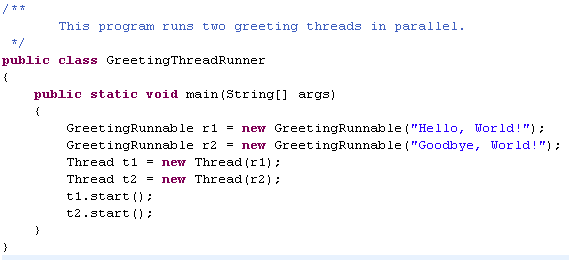 /**
This program runs two greeting threads in parallel.
*/
public class GreetingThreadRunner
{
public static void main(String[] args)
{
GreetingRunnable r1 = new GreetingRunnable("Hello, World!");
GreetingRunnable r2 = new GreetingRunnable("Goodbye, World!");
Thread t1 = new Thread(r1);
Thread t2 = new Thread(r2);
t1.start();
t2.start();
}
}